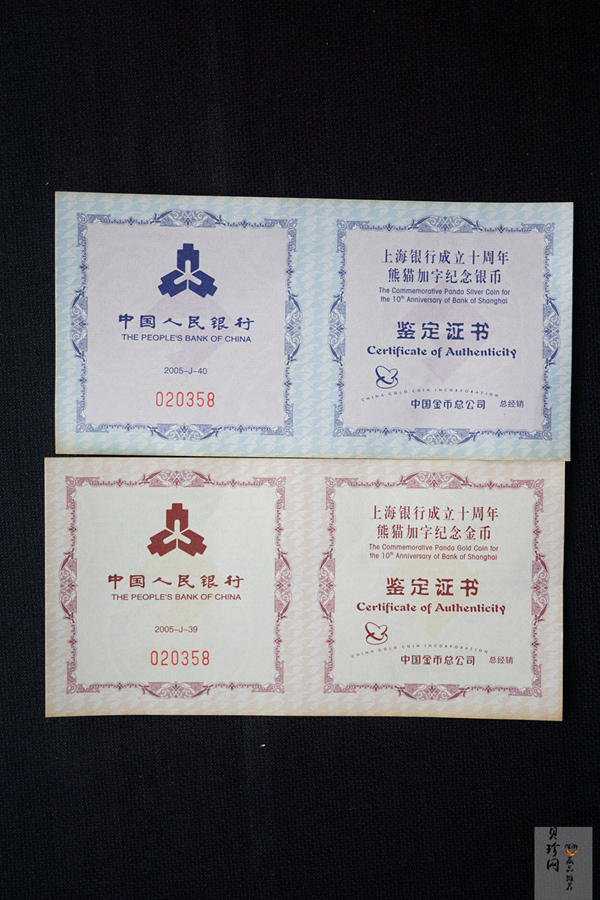 中国人民银行
THE PEOPLE'S BANK OF CHINA
2005-J-40
020358
上海银行成立十周年
熊猫加字纪念银币
The Commemorative Panda Silver Coin for
the 10th Anniversary of Bank of Shanghai
鉴定证书
Certificate of Authenticity
CHINA GOLD COIN INCORPORATION
中国金币总公司 总经销
中国人民银行
THE PEOPLE'S BANK OF CHINA
2005-J-39
020358
上海银行成立十周年
熊猫加字纪念金币
The Commemorative Panda Gold Coin for
the 10th Anniversary of Bank of Shanghai
鉴定证书
Certificate of Authenticity
CHINA GOLD COIN INCORPORATION
中国金币总公司 总经销
贝珍网